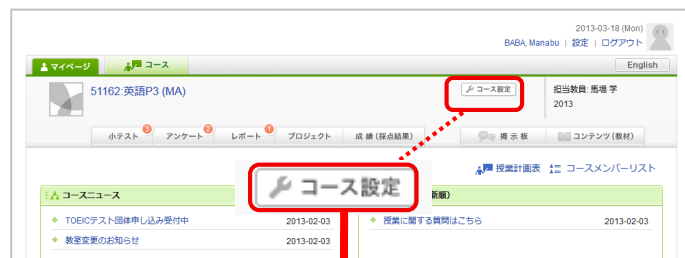 2013-03-18 (Mon)
BABA, Manabu | 設定 | ログアウト
マイページ
コース
English
51162:英語P3 (MA)
コース設定
担当教員: 馬場 学
2013
小テスト 3
アンケート 2
レポート 1
プロジェクト
成 績 (採点結果)
掲 示 板
コンテンツ (教材)
授業計画表
コースメンバーリスト
コースニュース
コース設定
新順)
TOEICテスト団体申し込み受付中 2013-02-03
教室変更のお知らせ 2013-02-03
授業に関する質問はこちら 2013-02-03